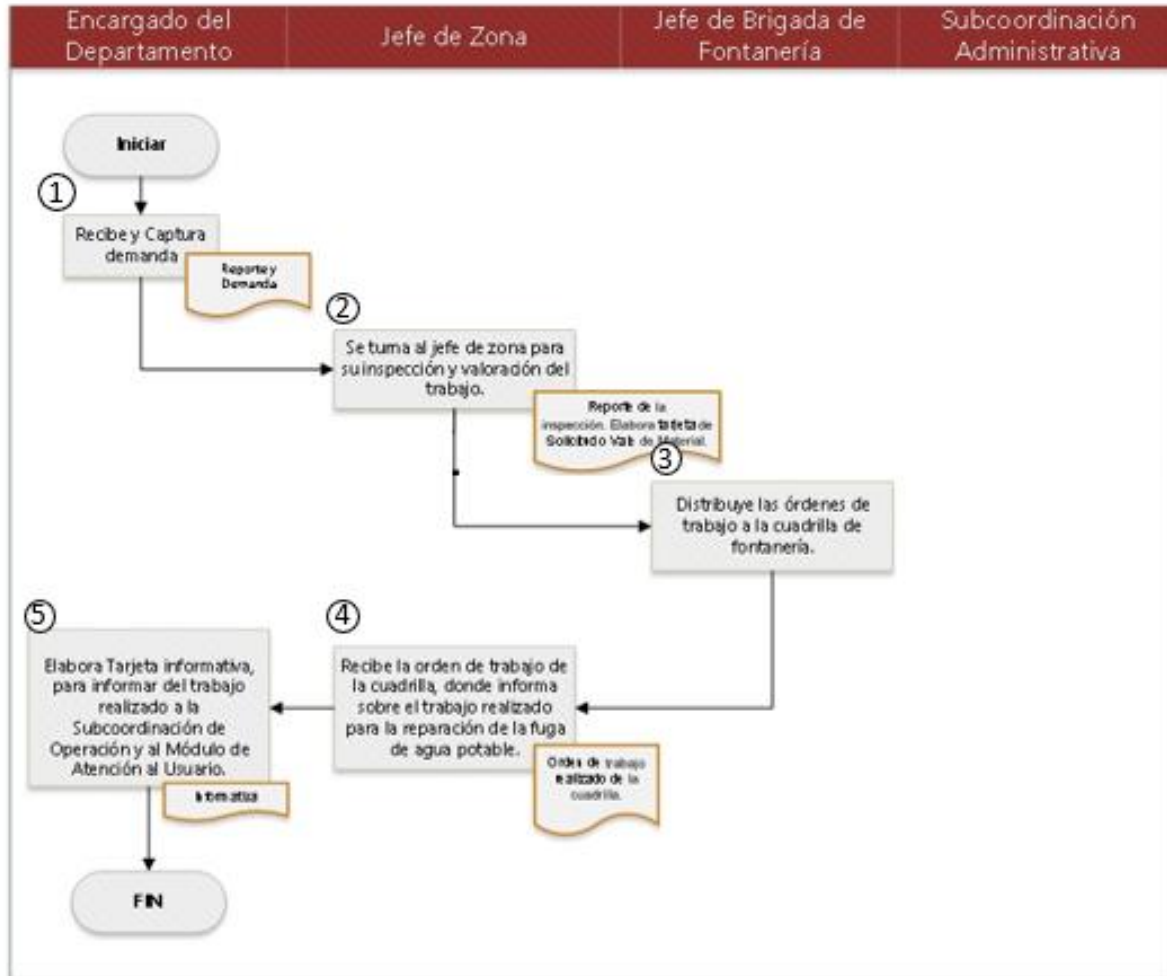 Encargado del
Departamento
Jefe de Zona
Jefe de Brigada de
Fontanería
Subcoordinación
Administrativa
Iniciar
1
Recibe y Captura
demanda
Reporte y
Demanda
2
Se turna al jefe de zona para
su inspección y valoración del
trabajo.
Reporte de la
inspección. Elabora tarjeta de
de Material.
3
Distribuye las órdenes de
trabajo a la cuadrilla de
fontanería.
5
Elabora Tarjeta informativa,
para informar del trabajo
realizado a la
Subcoordinación de
Operación y al Módulo de
Atención al Usuario.
Informativa
4
Recibe la orden de trabajo de
la cuadrilla, donde informa
sobre el trabajo realizado
para la reparación de la fuga
de agua potable.
Orden de trabajo
realizado de la
cuadrilla.
FIN